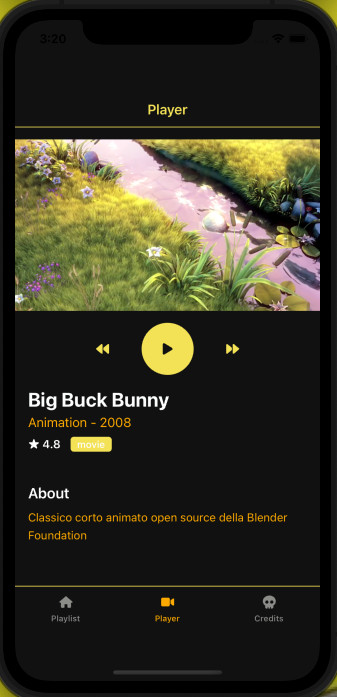 3:20
Player
Big Buck Bunny
Animation - 2008
4.8 movie
About
Classico corto animato open source della Blender
Foundation
Playlist Player Credits